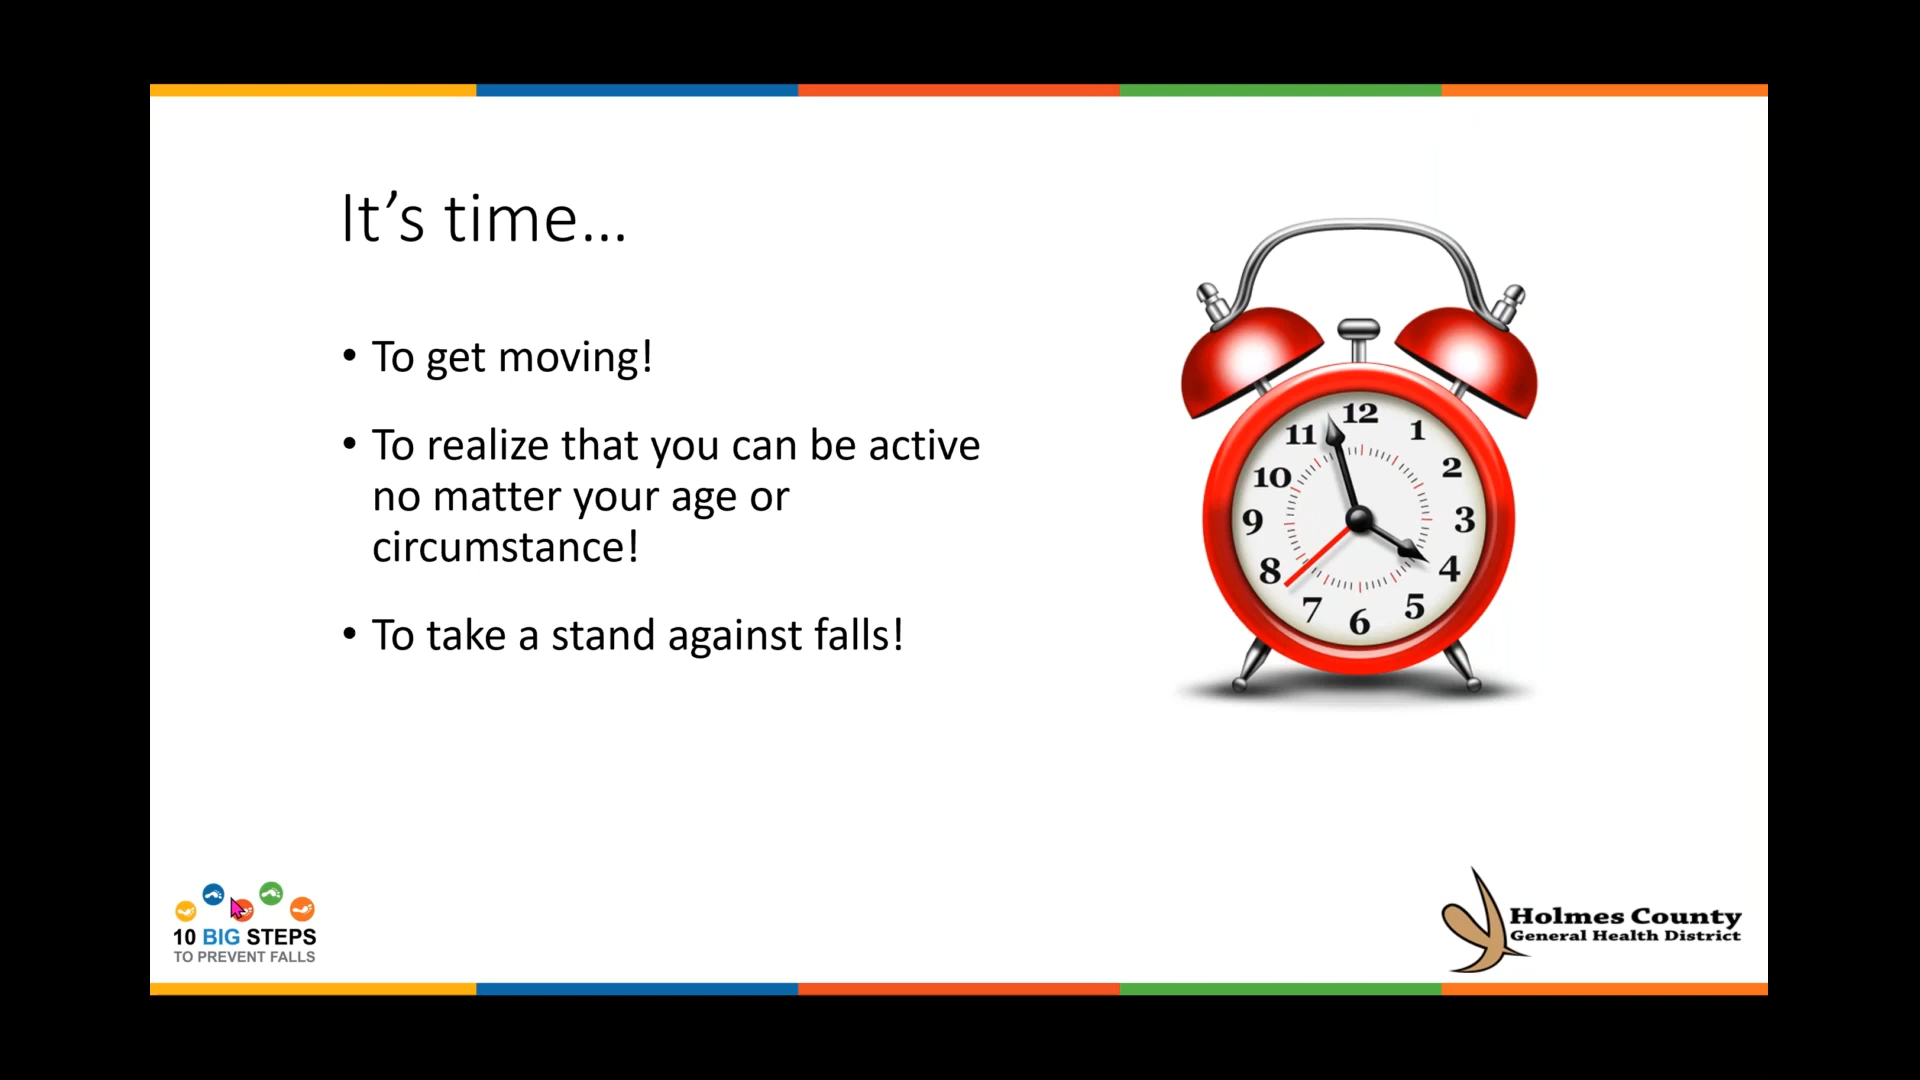 It’s time…
• To get moving!
• To realize that you can be active
no matter your age or
circumstance!
• To take a stand against falls!
12
1
2
3
4
5
6
7
8
9
10
11
10 BIG STEPS
TO PREVENT FALLS
Holmes County
General Health District